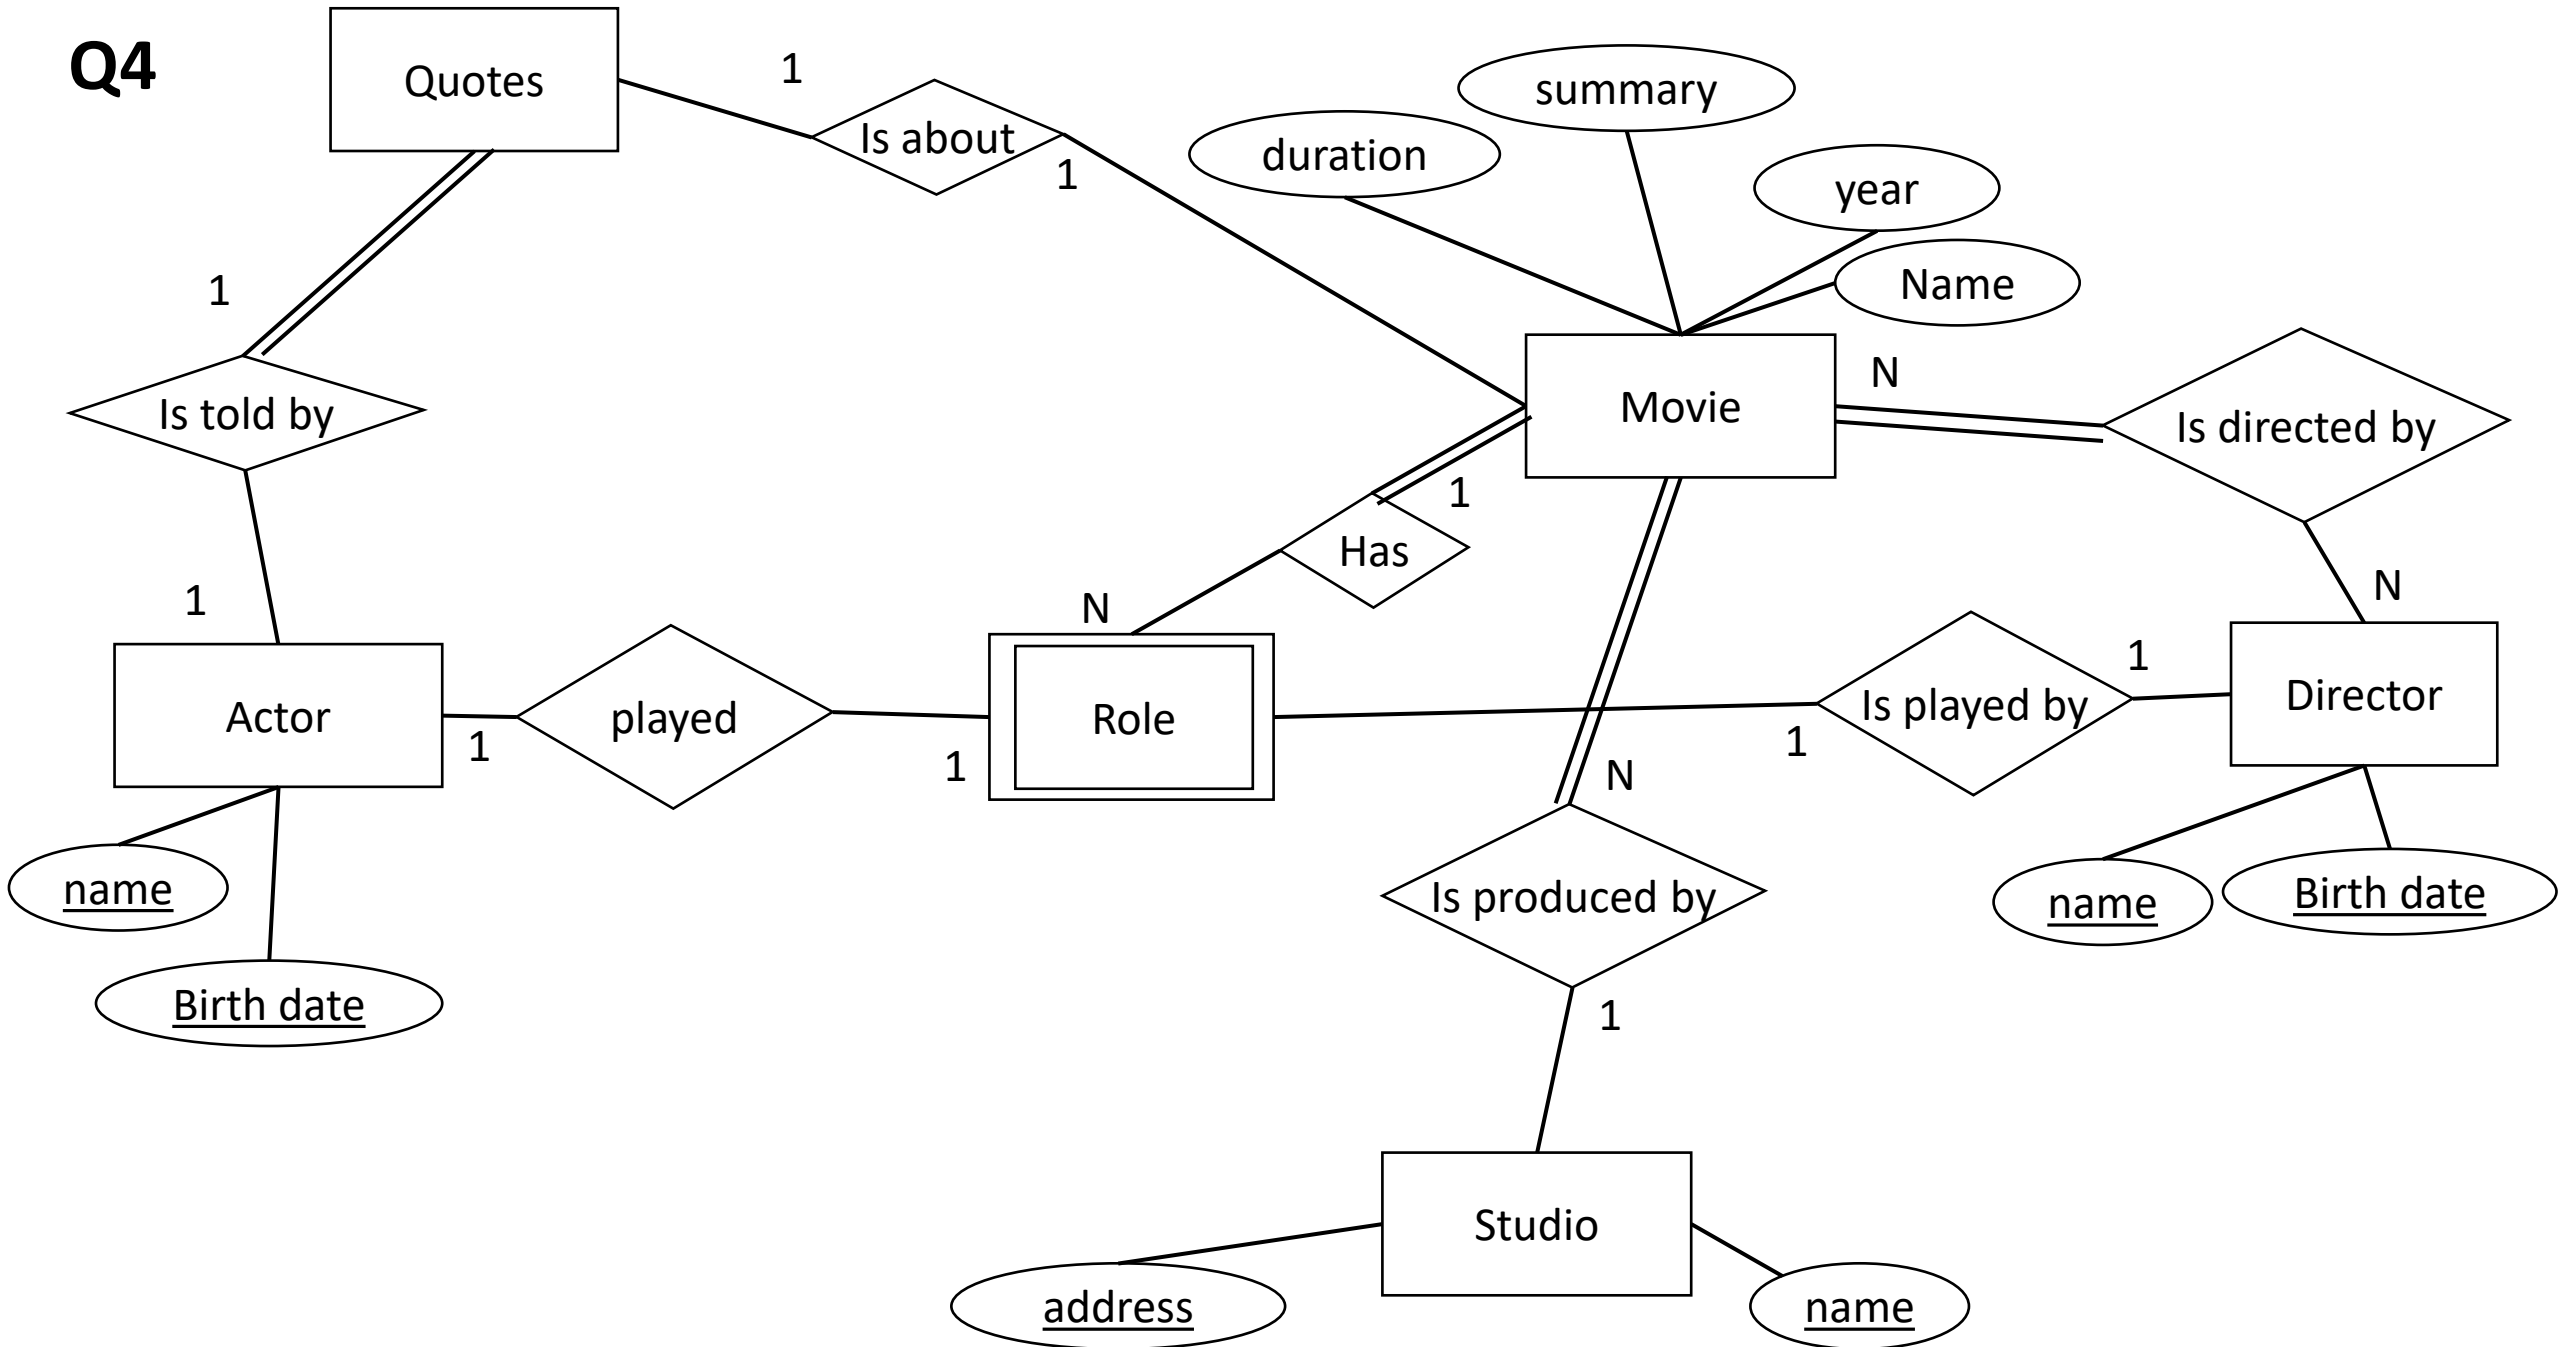 Q4
Quotes
1
Is about
1
summary
duration
year
Name
1
Movie
N
Is told by
Is directed by
1
Has
N
N
1
1
Actor
1
played
1
Role
1
Is played by
1
Director
N
name
Birth date
Is produced by
name
Birth date
1
Studio
address
name